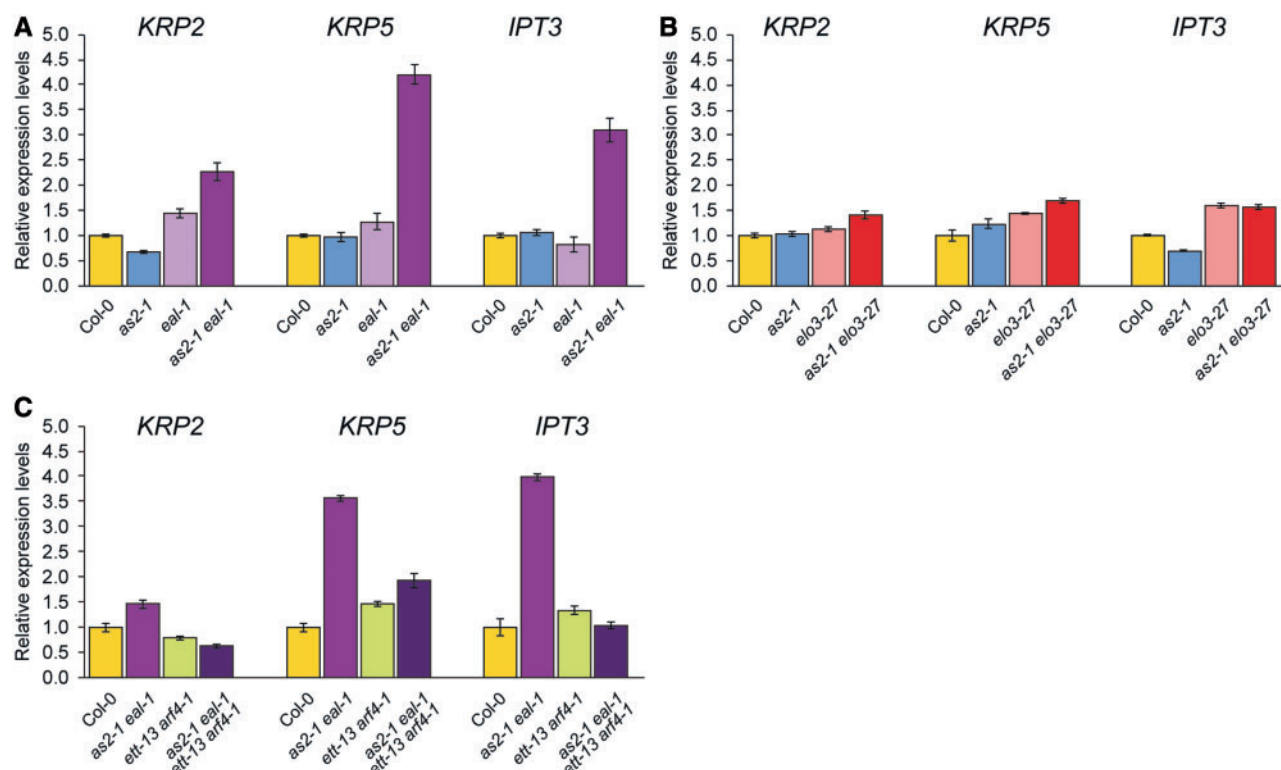 A
KRP2 KRP5 IPT3
Relative expression levels
5.0
4.5
4.0
3.5
3.0
2.5
2.0
1.5
1.0
0.5
0.0
Col-0
as2-1
eal-1
as2-1 eal-1
Col-0
as2-1
eal-1
as2-1 eal-1
Col-0
as2-1
eal-1
as2-1 eal-1
B
KRP2 KRP5 IPT3
Relative expression levels
5.0
4.5
4.0
3.5
3.0
2.5
2.0
1.5
1.0
0.5
0.0
Col-0
as2-1
elo3-27
as2-1 elo3-27
Col-0
as2-1
elo3-27
as2-1 elo3-27
Col-0
as2-1
elo3-27
as2-1 elo3-27
C
KRP2 KRP5 IPT3
Relative expression levels
5.0
4.5
4.0
3.5
3.0
2.5
2.0
1.5
1.0
0.5
0.0
Col-0
as2-1 eal-1
ett-13 arf4-1
as2-1 eal-1
ett-13 arf4-1
Col-0
as2-1 eal-1
ett-13 arf4-1
as2-1 eal-1
ett-13 arf4-1
Col-0
as2-1 eal-1
ett-13 arf4-1
as2-1 eal-1
ett-13 arf4-1